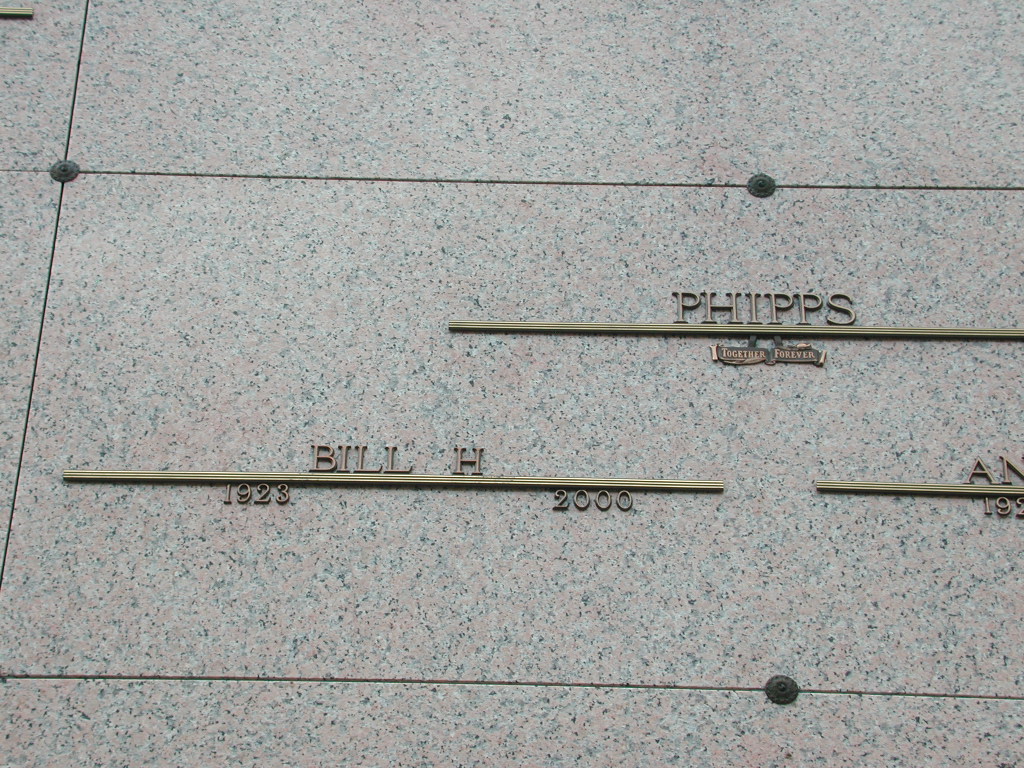 PHIPPS
TOGETHER FOREVER
BILL H
1923 2000